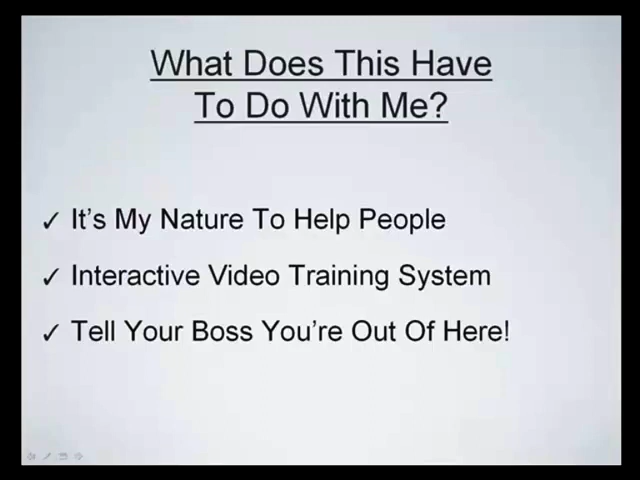 What Does This Have
To Do With Me?
✓ It's My Nature To Help People
✓ Interactive Video Training System
✓ Tell Your Boss You're Out Of Here!